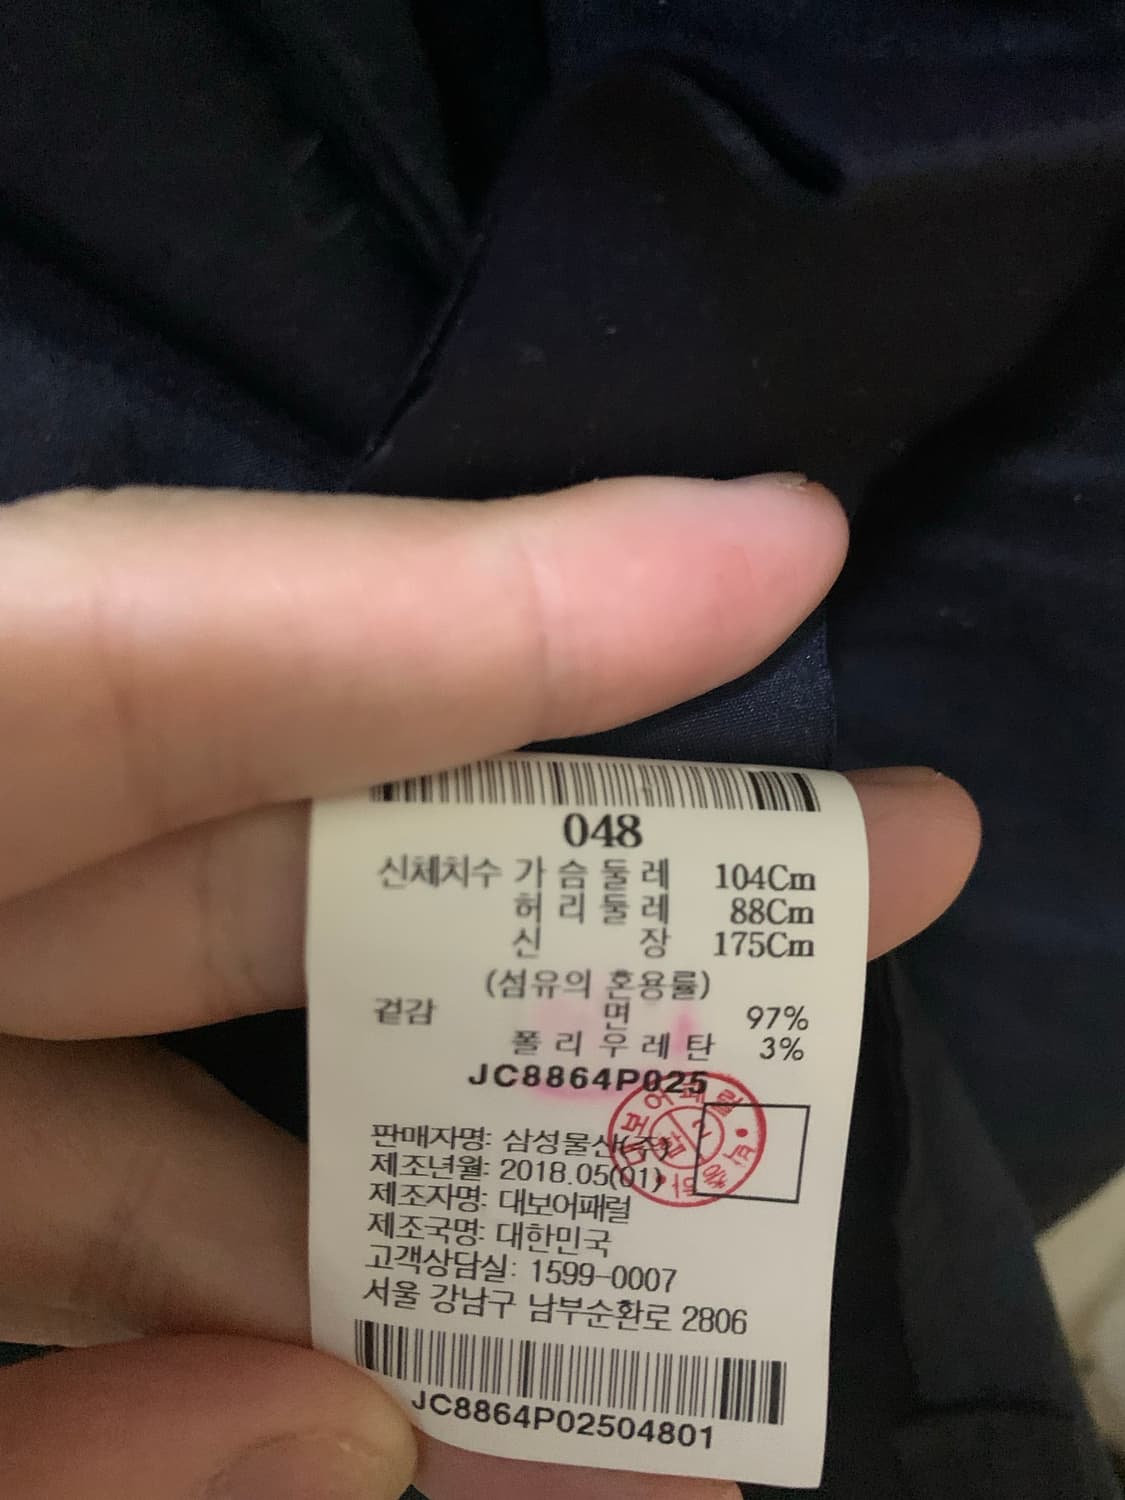 048
신체치수 가슴둘레 104Cm
허리둘레 88Cm
신장 175Cm
(섬유의 혼용률)
겉감 면 97%
폴리우레탄 3%
JC8864P025
판매자명: 삼성물산(주)
제조년월: 2018.05(01)
제조자명: 대보어패럴
제조국명: 대한민국
고객상담실: 1599-0007
서울 강남구 남부순환로 2806
JC8864P02504801